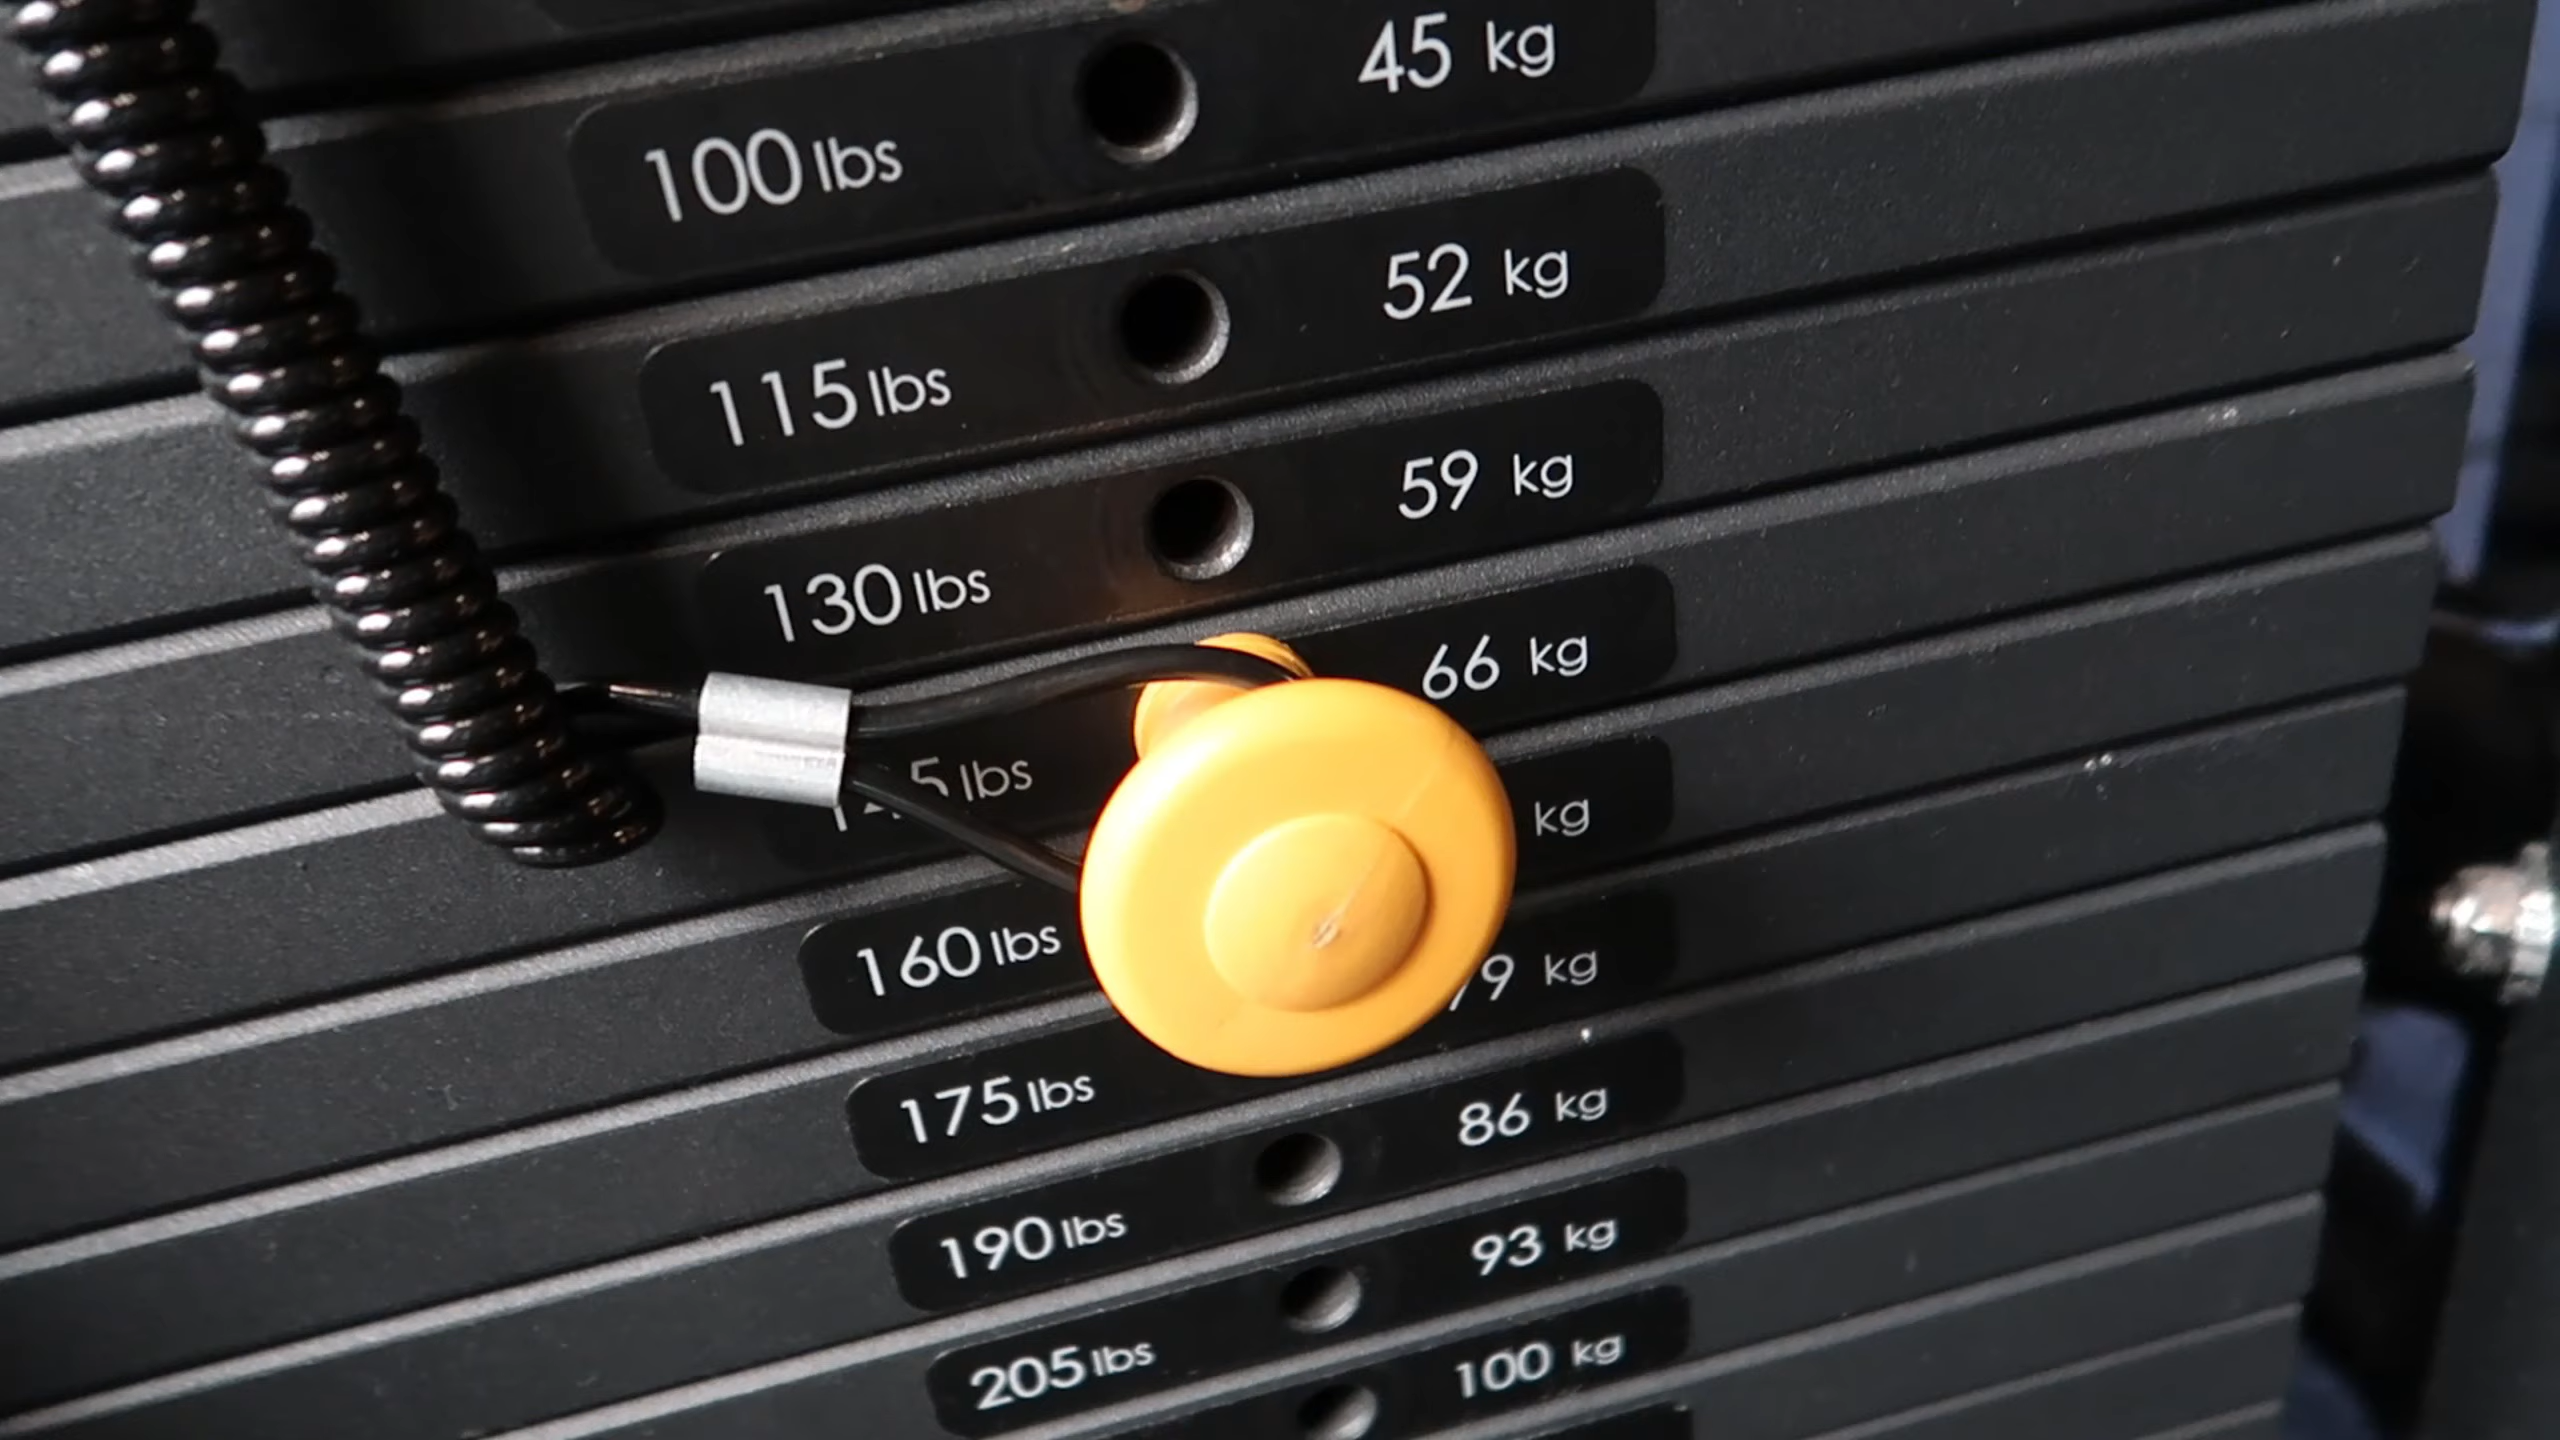 100 lbs 45 kg
115 lbs 52 kg
130 lbs 59 kg
lbs 66 kg
160 lbs kg
175 lbs kg
190 lbs 86 kg
205 lbs 93 kg
100 kg